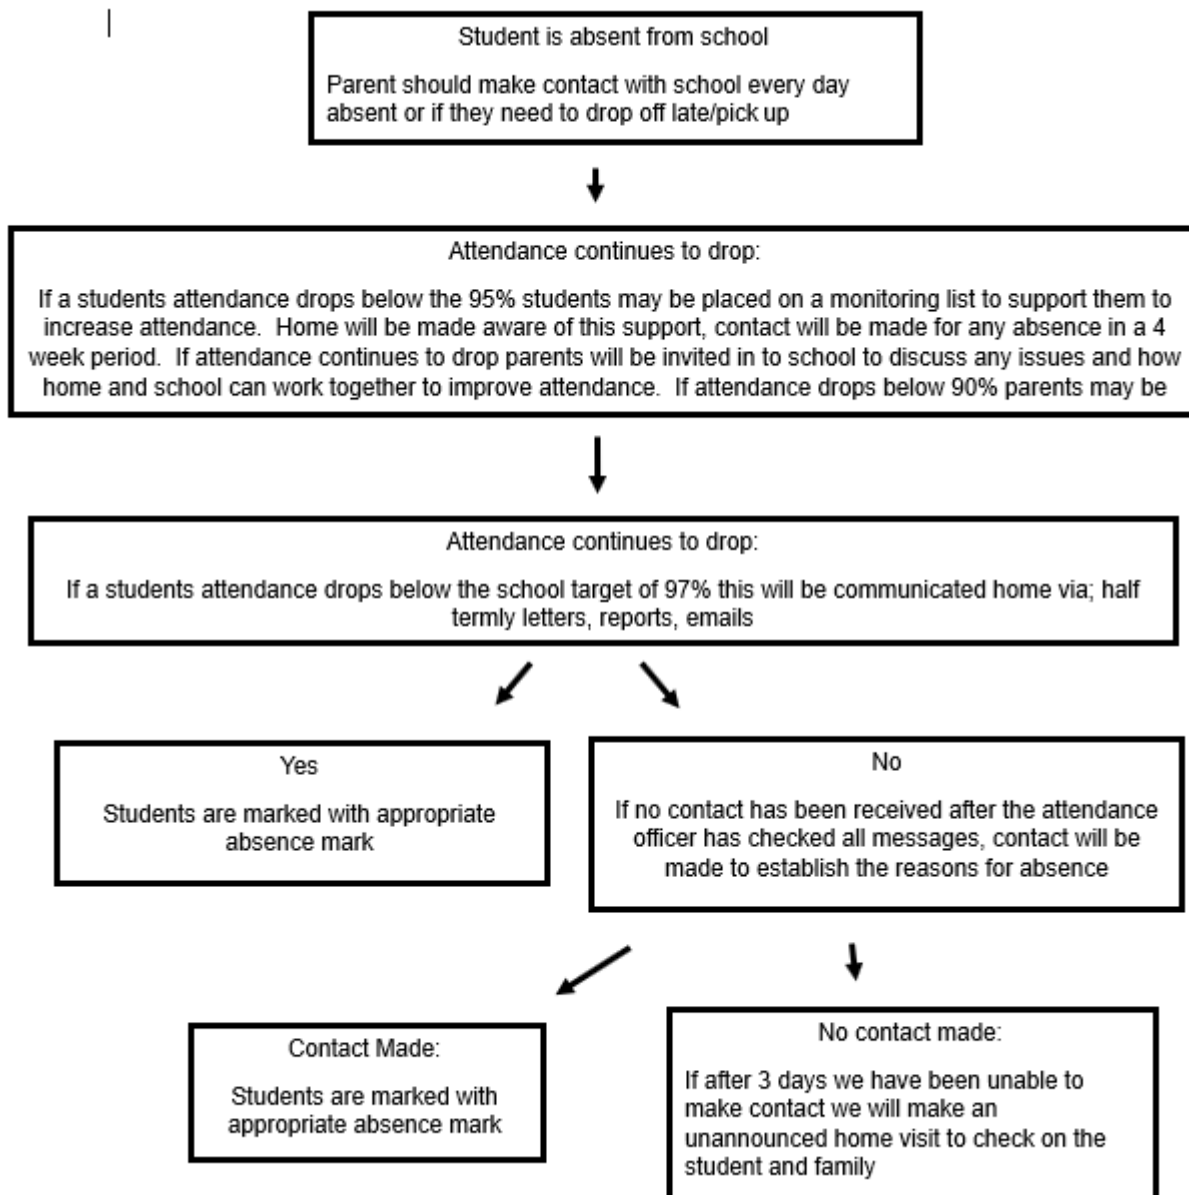 Student is absent from school
Parent should make contact with school every day
absent or if they need to drop off late/pick up
Attendance continues to drop:
If a students attendance drops below the 95% students may be placed on a monitoring list to support them to
increase attendance.  Home will be made aware of this support, contact will be made for any absence in a 4
week period.  If attendance continues to drop parents will be invited in to school to discuss any issues and how
home and school can work together to improve attendance.  If attendance drops below 90% parents may be
Attendance continues to drop:
If a students attendance drops below the school target of 97% this will be communicated home via; half
termly letters, reports, emails
Yes
Students are marked with appropriate
absence mark
No
If no contact has been received after the attendance
officer has checked all messages, contact will be
made to establish the reasons for absence
Contact Made:
Students are marked with
appropriate absence mark
No contact made:
If after 3 days we have been unable to
make contact we will make an
unannounced home visit to check on the
student and family